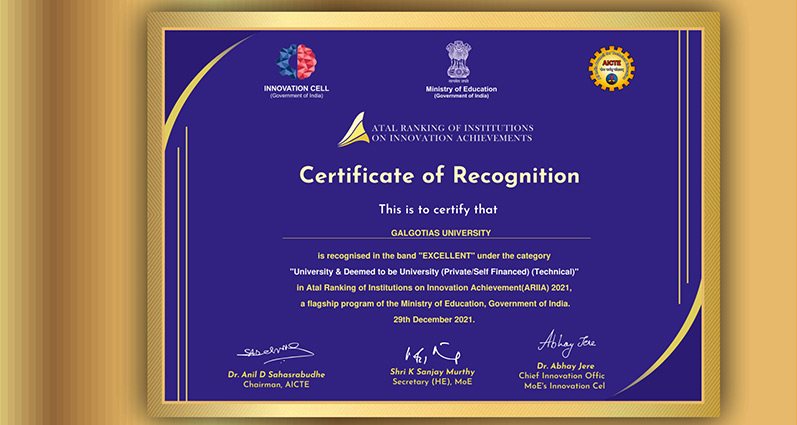 INNOVATION CELL
(Government of India)
सत्यमेव जयते
Ministry of Education
(Government of India)
AICTE
ATAL RANKING OF INSTITUTIONS
ON INNOVATION ACHIEVEMENTS
Certificate of Recognition
This is to certify that
GALGOTIAS UNIVERSITY
is recognised in the band "EXCELLENT" under the category
"University & Deemed to be University (Private/Self Financed) (Technical)"
in Atal Ranking of Institutions on Innovation Achievement(ARIIA) 2021,
a flagship program of the Ministry of Education, Government of India.
29th December 2021.
Abhay Jere
Dr. Anil D Sahasrabudhe
Chairman, AICTE
Shri K Sanjay Murthy
Secretary (HE), MoE
Dr. Abhay Jere
Chief Innovation Offic
MoE's Innovation Cel